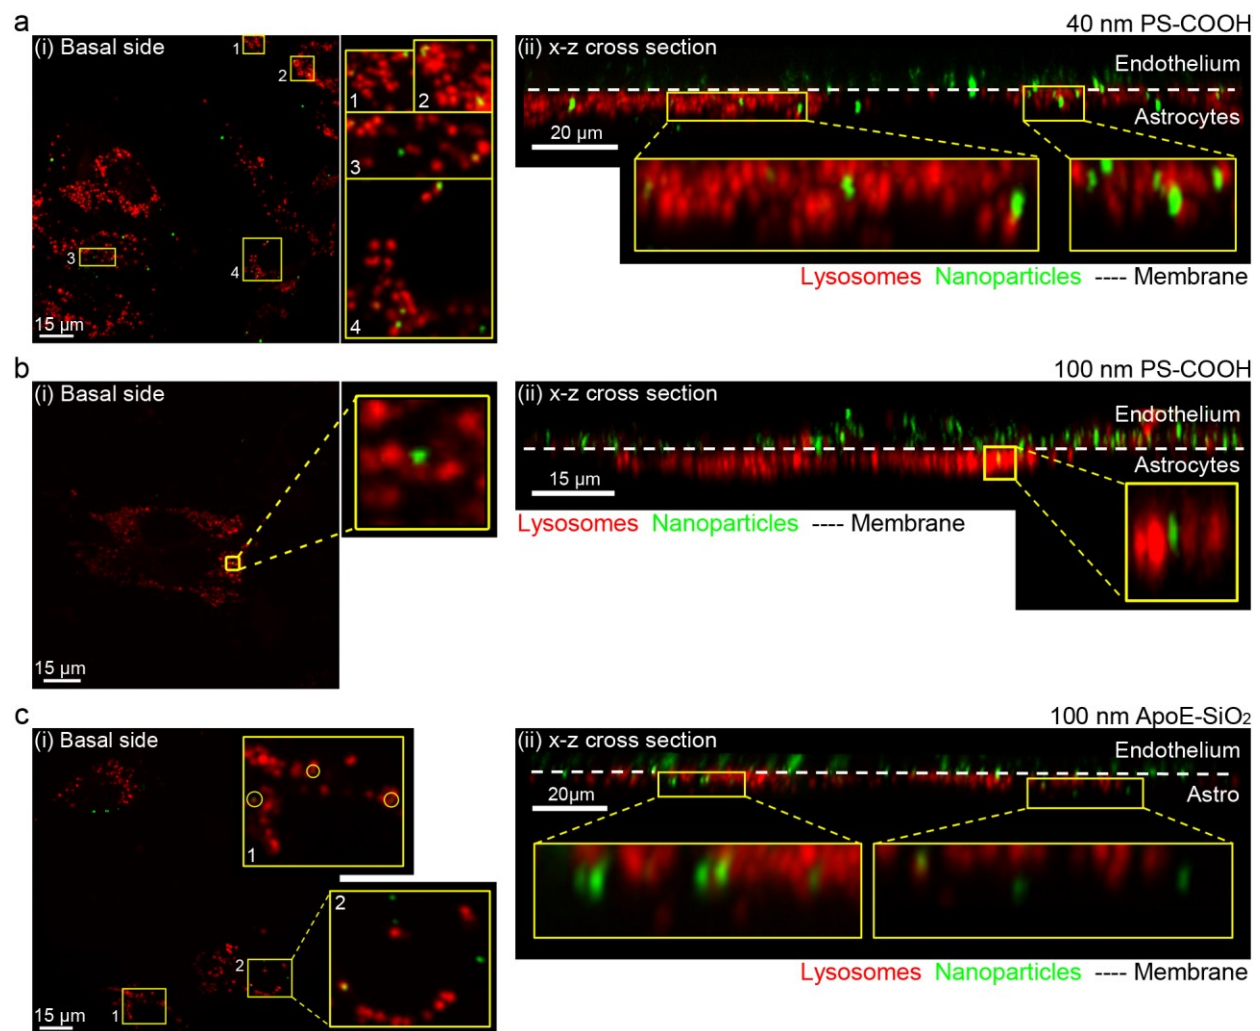 a
40 nm PS-COOH
(i) Basal side
1
2
3
4
1
2
3
4
15 µm
(ii) x-z cross section
Endothelium
Astrocytes
20 µm
Lysosomes Nanoparticles ---- Membrane
b
100 nm PS-COOH
(i) Basal side
15 µm
(ii) x-z cross section
Endothelium
Astrocytes
15 µm
Lysosomes Nanoparticles ---- Membrane
c
100 nm ApoE-SiO₂
(i) Basal side
1
2
2
1
15 µm
(ii) x-z cross section
Endothelium
Astro
20µm
Lysosomes Nanoparticles ---- Membrane